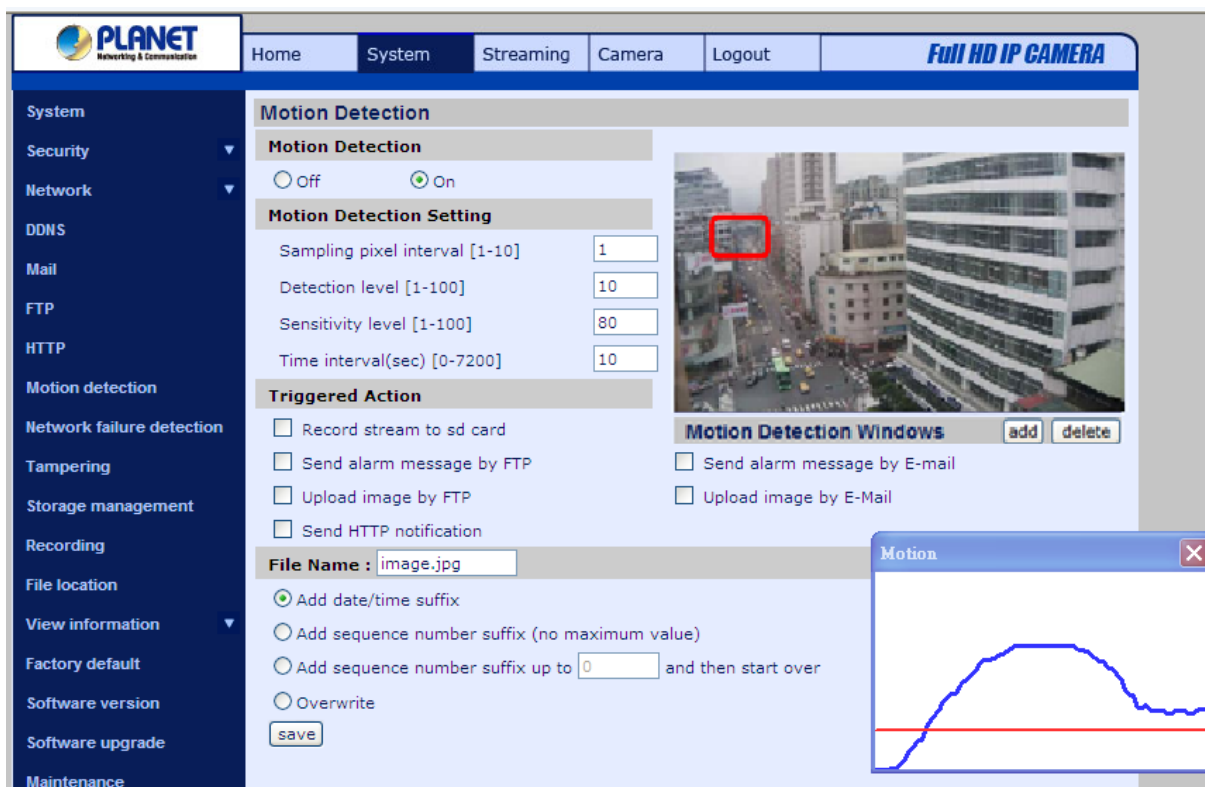 PLANET
Networking & Communication
Home System Streaming Camera Logout Full HD IP CAMERA
System
Security
Network
DDNS
Mail
FTP
HTTP
Motion detection
Network failure detection
Tampering
Storage management
Recording
File location
View information
Factory default
Software version
Software upgrade
Maintenance
Motion Detection
Motion Detection
Off On
Motion Detection Setting
Sampling pixel interval [1-10] 1
Detection level [1-100] 10
Sensitivity level [1-100] 80
Time interval(sec) [0-7200] 10
Triggered Action
Record stream to sd card
Motion Detection Windows add delete
Send alarm message by FTP
Send alarm message by E-mail
Upload image by FTP
Upload image by E-Mail
Send HTTP notification
File Name : image.jpg
Add date/time suffix
Add sequence number suffix (no maximum value)
Add sequence number suffix up to 0 and then start over
Overwrite
save
Motion